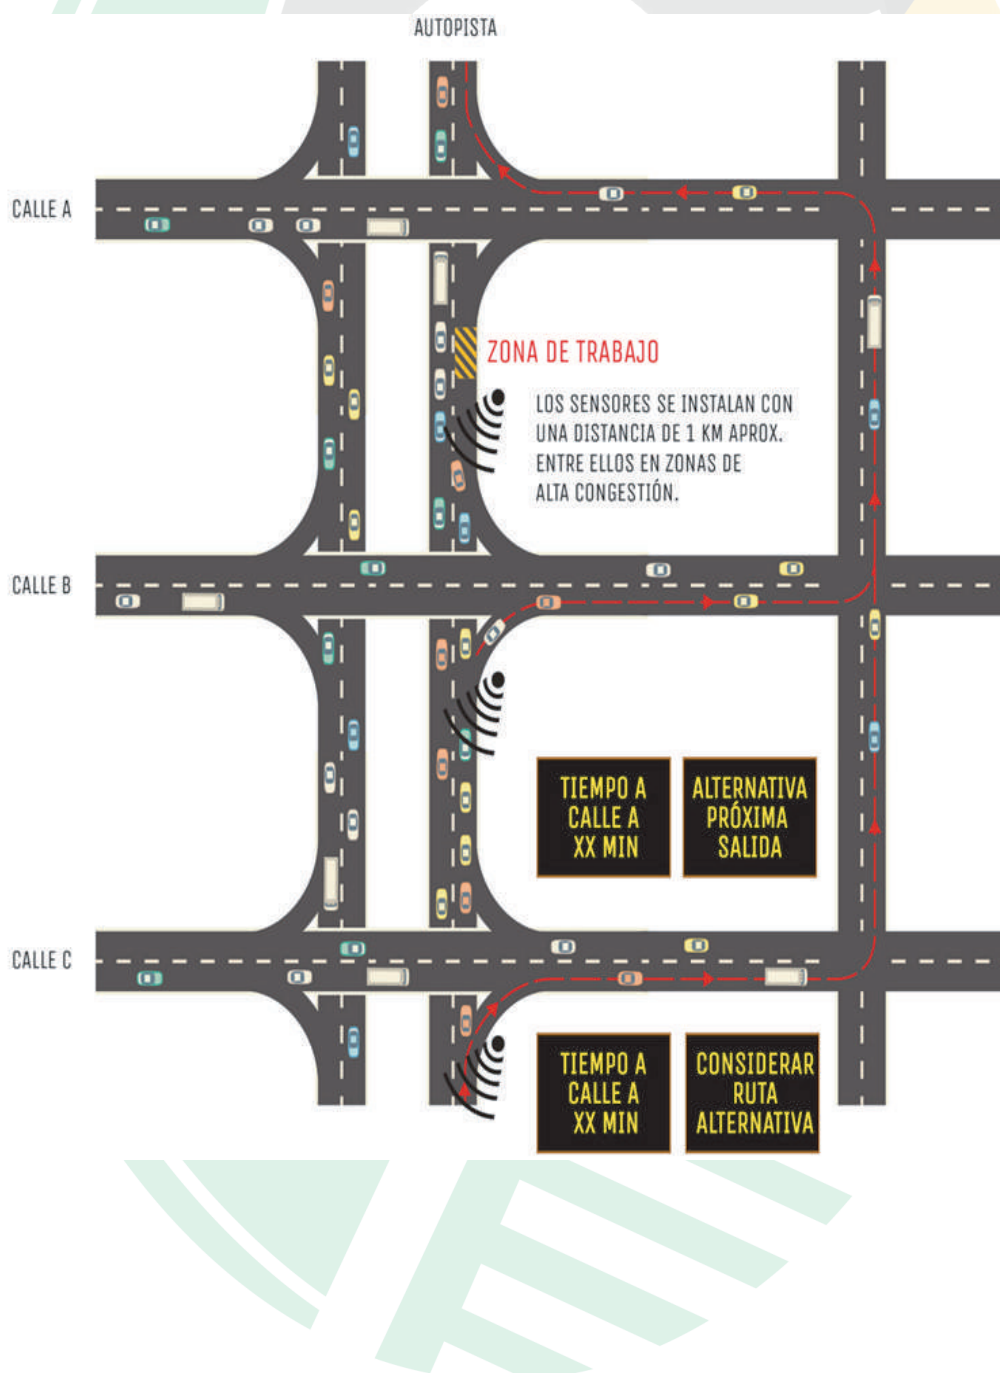 AUTOPISTA
CALLE A
ZONA DE TRABAJO
LOS SENSORES SE INSTALAN CON
UNA DISTANCIA DE 1 KM APROX.
ENTRE ELLOS EN ZONAS DE
ALTA CONGESTIÓN.
CALLE B
TIEMPO A
CALLE A
XX MIN
ALTERNATIVA
PRÓXIMA
SALIDA
CALLE C
TIEMPO A
CALLE A
XX MIN
CONSIDERAR
RUTA
ALTERNATIVA